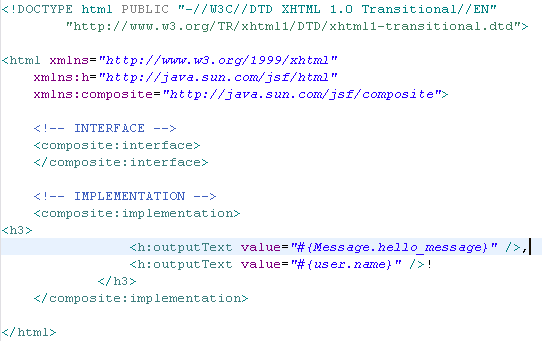 <!DOCTYPE html PUBLIC "-//W3C//DTD XHTML 1.0 Transitional//EN"
"http://www.w3.org/TR/xhtml1/DTD/xhtml1-transitional.dtd">
<html xmlns="http://www.w3.org/1999/xhtml"
xmlns:h="http://java.sun.com/jsf/html"
xmlns:composite="http://java.sun.com/jsf/composite">
<!-- INTERFACE -->
<composite:interface>
</composite:interface>
<!-- IMPLEMENTATION -->
<composite:implementation>
<h3>
<h:outputText value="#{Message.hello_message}" />,
<h:outputText value="#{user.name}" />!
</h3>
</composite:implementation>
</html>